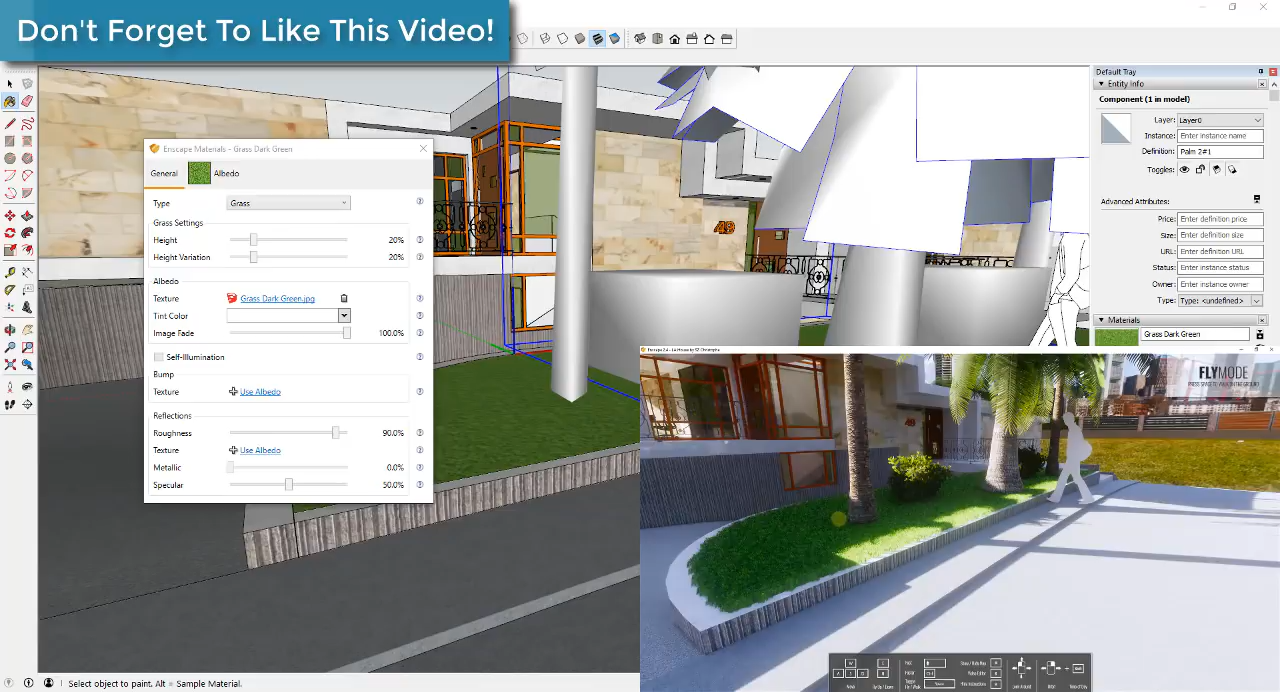 Don't Forget To Like This Video!
Default Tray
Entity Info
Component (1 in model)
Layer: Layer0
Instance: Enter instance name
Definition: Palm 2#1
Toggles:
Advanced Attributes:
Price: Enter definition price
Size: Enter definition size
URL: Enter definition URL
Status: Enter definition status
Owner: Enter definition owner
Type: Type: <undefined>
Materials
Grass Dark Green
Enscape Materials - Grass Dark Green
General
Albedo
Type Grass
Grass Settings
Height 20%
Height Variation 20%
Albedo
Texture Grass Dark Green.jpg
Tint Color
Image Fade 100.0%
Self-Illumination
Bump
Texture Use Albedo
Reflections
Roughness 90.0%
Texture Use Albedo
Metallic 0.0%
Specular 50.0%
49
FLYMODE
49
Select object to paint. Alt = Sample Material.